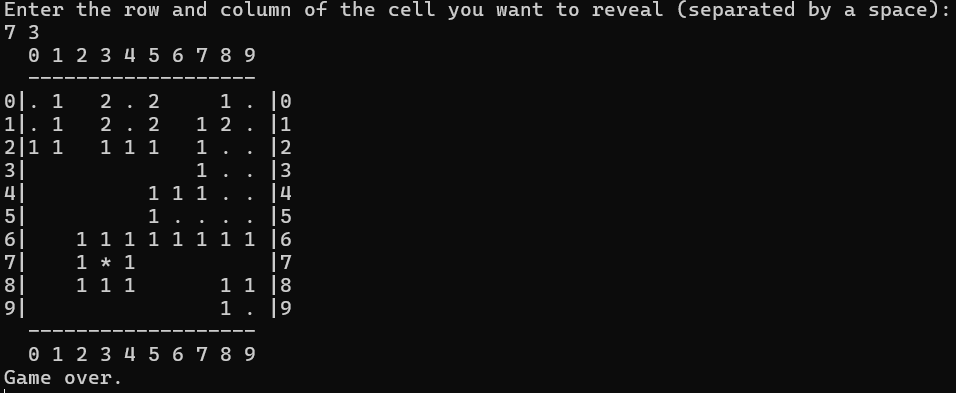 Enter the row and column of the cell you want to reveal (separated by a space):
7 3
  0 1 2 3 4 5 6 7 8 9
  -------------------
0|. 1   2 . 2     1 . |0
1|. 1   2 . 2   1 2 . |1
2|1 1   1 1 1   1 . . |2
3|              1 . . |3
4|          1 1 1 . . |4
5|          1 . . . . |5
6|    1 1 1 1 1 1 1 1 |6
7|    1 * 1           |7
8|    1 1 1       1 1 |8
9|                1 . |9
  -------------------
  0 1 2 3 4 5 6 7 8 9
Game over.